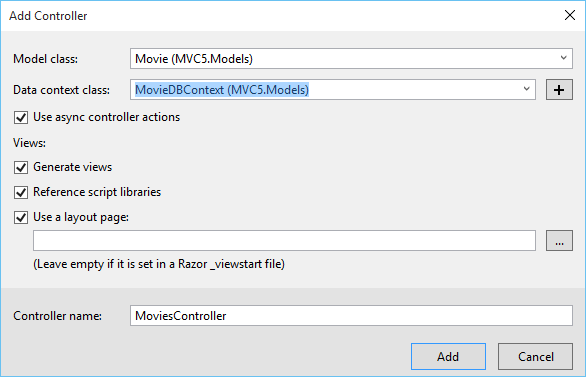 Add Controller
Model class: Movie (MVC5.Models)
Data context class: MovieDBContext (MVC5.Models) +
Use async controller actions
Views:
Generate views
Reference script libraries
Use a layout page:
...
(Leave empty if it is set in a Razor _viewstart file)
Controller name: MoviesController
Add Cancel